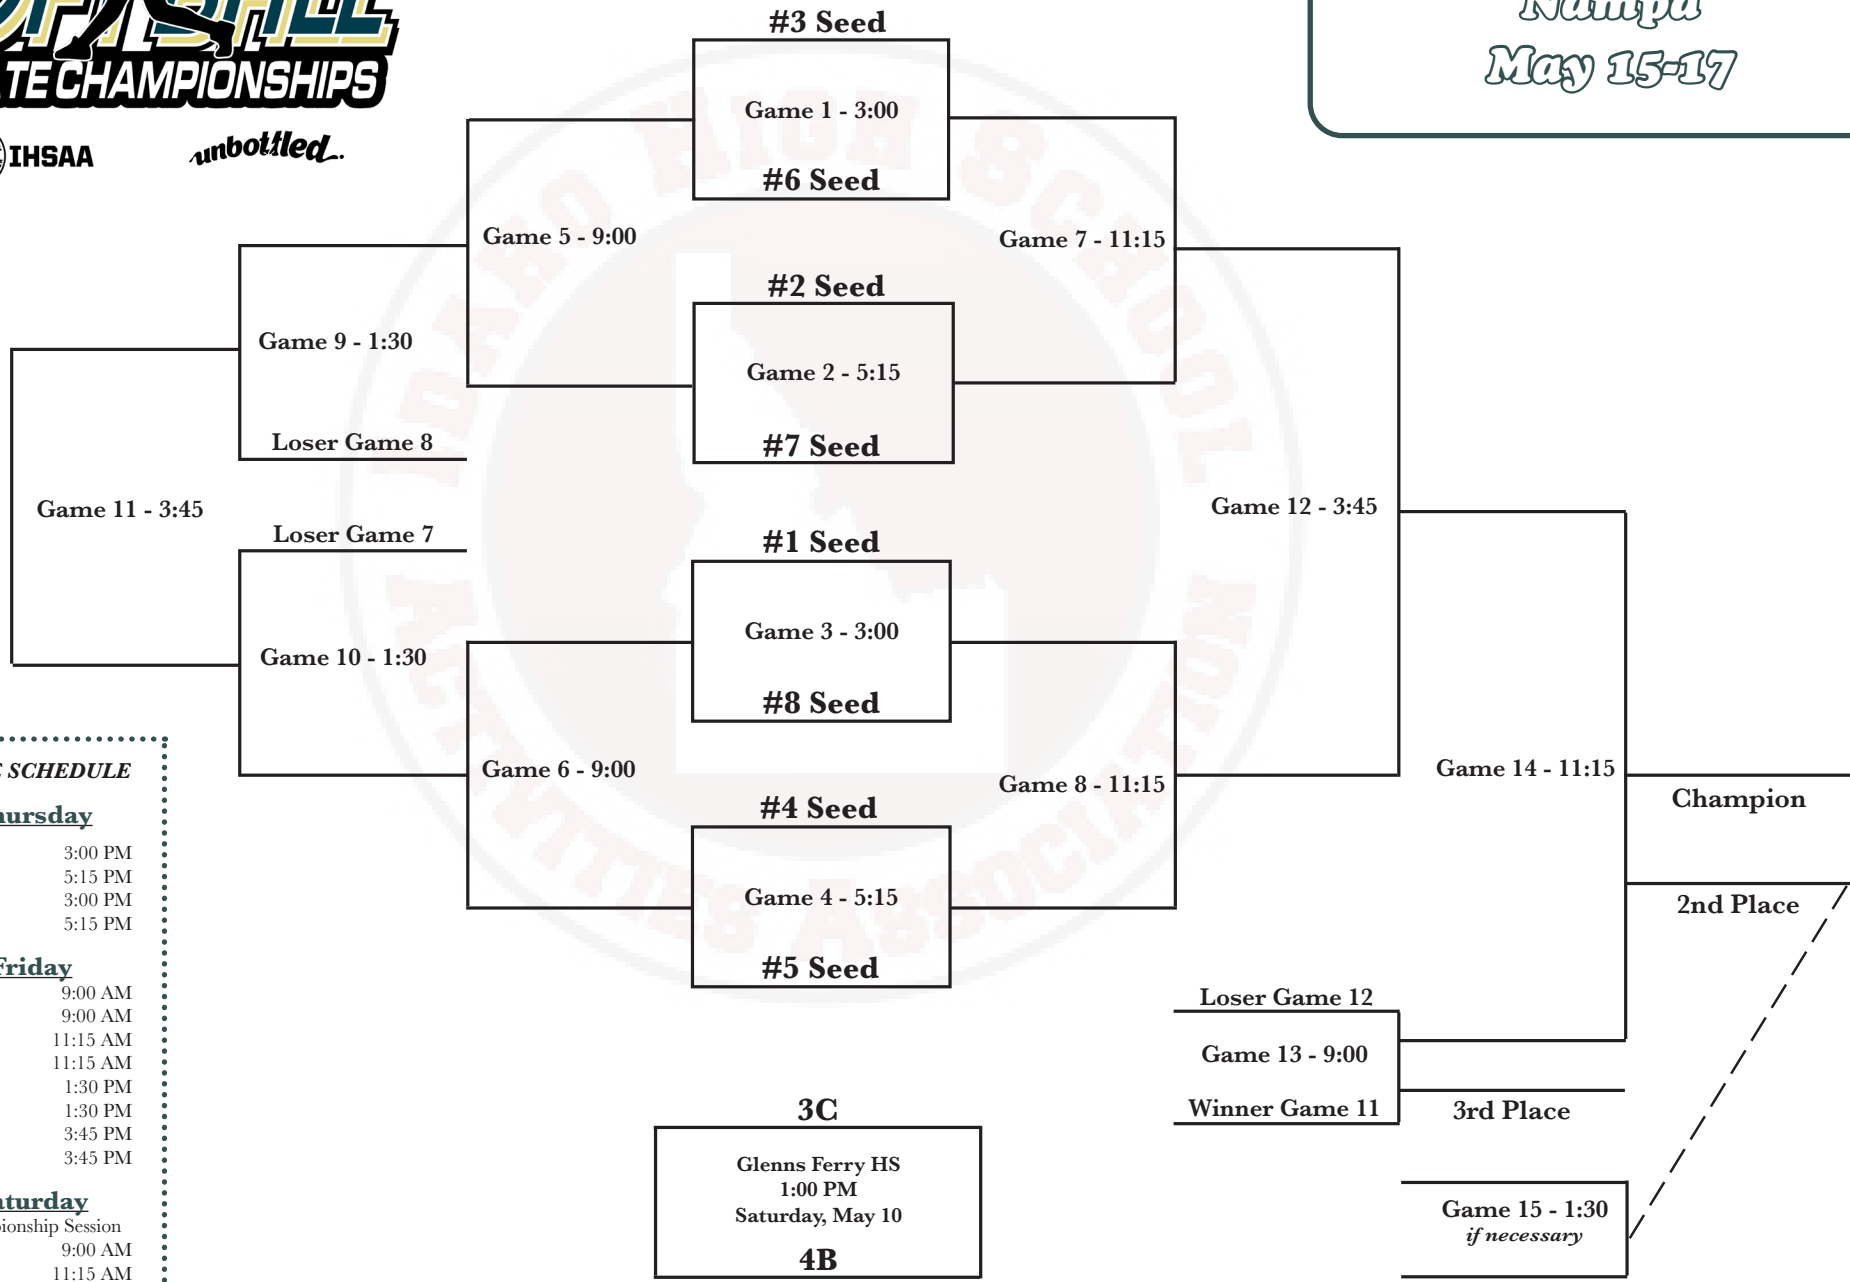 TE CHAMPIONSHIPS
IHSAA
unbottled.
Nampa
May 15-17
#3 Seed
Game 1 - 3:00
#6 Seed
Game 5 - 9:00
Game 7 - 11:15
#2 Seed
Game 9 - 1:30
Game 2 - 5:15
Loser Game 8
#7 Seed
Game 11 - 3:45
Game 12 - 3:45
Loser Game 7
#1 Seed
Game 3 - 3:00
Game 10 - 1:30
#8 Seed
Game 6 - 9:00
Game 8 - 11:15
Game 14 - 11:15
Champion
#4 Seed
Game 4 - 5:15
2nd Place
#5 Seed
Loser Game 12
Game 13 - 9:00
Winner Game 11
3rd Place
3C
Glenns Ferry HS
1:00 PM
Saturday, May 10
4B
Game 15 - 1:30
if necessary
SCHEDULE
hursday
3:00 PM
5:15 PM
3:00 PM
5:15 PM
Friday
9:00 AM
9:00 AM
11:15 AM
11:15 AM
1:30 PM
1:30 PM
3:45 PM
3:45 PM
aturday
pionship Session
9:00 AM
11:15 AM
IDAHO HIGH SCHOOL
ACTIVITIES ASSOCIATION